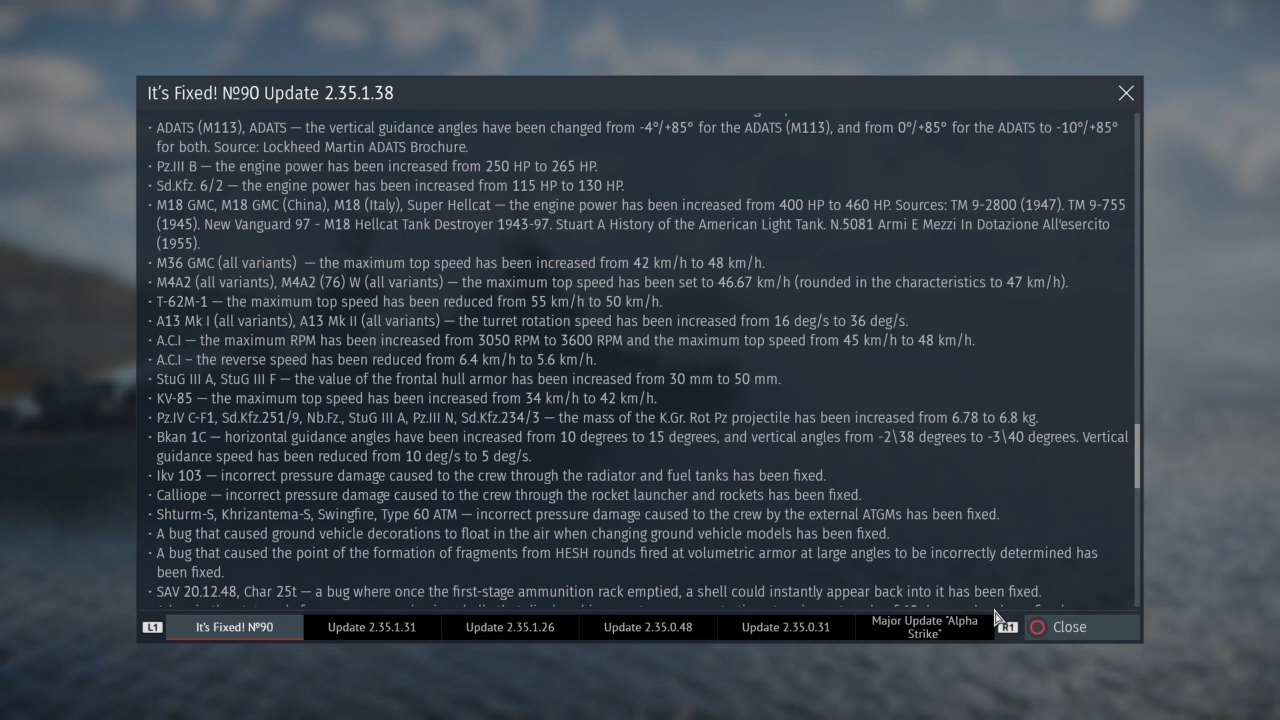 It's Fixed! №90 Update 2.35.1.38
• ADATS (M113), ADATS — the vertical guidance angles have been changed from -4°/+85° for the ADATS (M113), and from 0°/+85° for the ADATS to -10°/+85°
for both. Source: Lockheed Martin ADATS Brochure.
• Pz.III B — the engine power has been increased from 250 HP to 265 HP.
• Sd.Kfz. 6/2 — the engine power has been increased from 115 HP to 130 HP.
• M18 GMC, M18 GMC (China), M18 (Italy), Super Hellcat — the engine power has been increased from 400 HP to 460 HP. Sources: TM 9-2800 (1947). TM 9-755
(1945). New Vanguard 97 - M18 Hellcat Tank Destroyer 1943-97. Stuart A History of the American Light Tank. N.5081 Armi E Mezzi In Dotazione All'esercito
(1955).
• M36 GMC (all variants) — the maximum top speed has been increased from 42 km/h to 48 km/h.
• M4A2 (all variants), M4A2 (76) W (all variants) — the maximum top speed has been set to 46.67 km/h (rounded in the characteristics to 47 km/h).
• T-62M-1 — the maximum top speed has been reduced from 55 km/h to 50 km/h.
• A13 Mk I (all variants), A13 Mk II (all variants) — the turret rotation speed has been increased from 16 deg/s to 36 deg/s.
• A.C.I — the maximum RPM has been increased from 3050 RPM to 3600 RPM and the maximum top speed from 45 km/h to 48 km/h.
• A.C.I – the reverse speed has been reduced from 6.4 km/h to 5.6 km/h.
• StuG III A, StuG III F — the value of the frontal hull armor has been increased from 30 mm to 50 mm.
• KV-85 — the maximum top speed has been increased from 34 km/h to 42 km/h.
• Pz.IV C-F1, Sd.Kfz.251/9, Nb.Fz., StuG III A, Pz.III N, Sd.Kfz.234/3 — the mass of the K.Gr. Rot Pz projectile has been increased from 6.78 to 6.8 kg.
• Bkan 1C — horizontal guidance angles have been increased from 10 degrees to 15 degrees, and vertical angles from -2\38 degrees to -3\40 degrees. Vertical
guidance speed has been reduced from 10 deg/s to 5 deg/s.
• Ikv 103 — incorrect pressure damage caused to the crew through the radiator and fuel tanks has been fixed.
• Calliope — incorrect pressure damage caused to the crew through the rocket launcher and rockets has been fixed.
• Shturm-S, Khrizantema-S, Swingfire, Type 60 ATM — incorrect pressure damage caused to the crew by the external ATGMs has been fixed.
• A bug that caused ground vehicle decorations to float in the air when changing ground vehicle models has been fixed.
• A bug that caused the point of the formation of fragments from HESH rounds fired at volumetric armor at large angles to be incorrectly determined has
been fixed.
• SAV 20.12.48, Char 25t — a bug where once the first-stage ammunition rack emptied, a shell could instantly appear back into it has been fixed.
L1 It's Fixed! №90 Update 2.35.1.31 Update 2.35.1.26 Update 2.35.0.48 Update 2.35.0.31 Major Update "Alpha
Strike" R1 Close